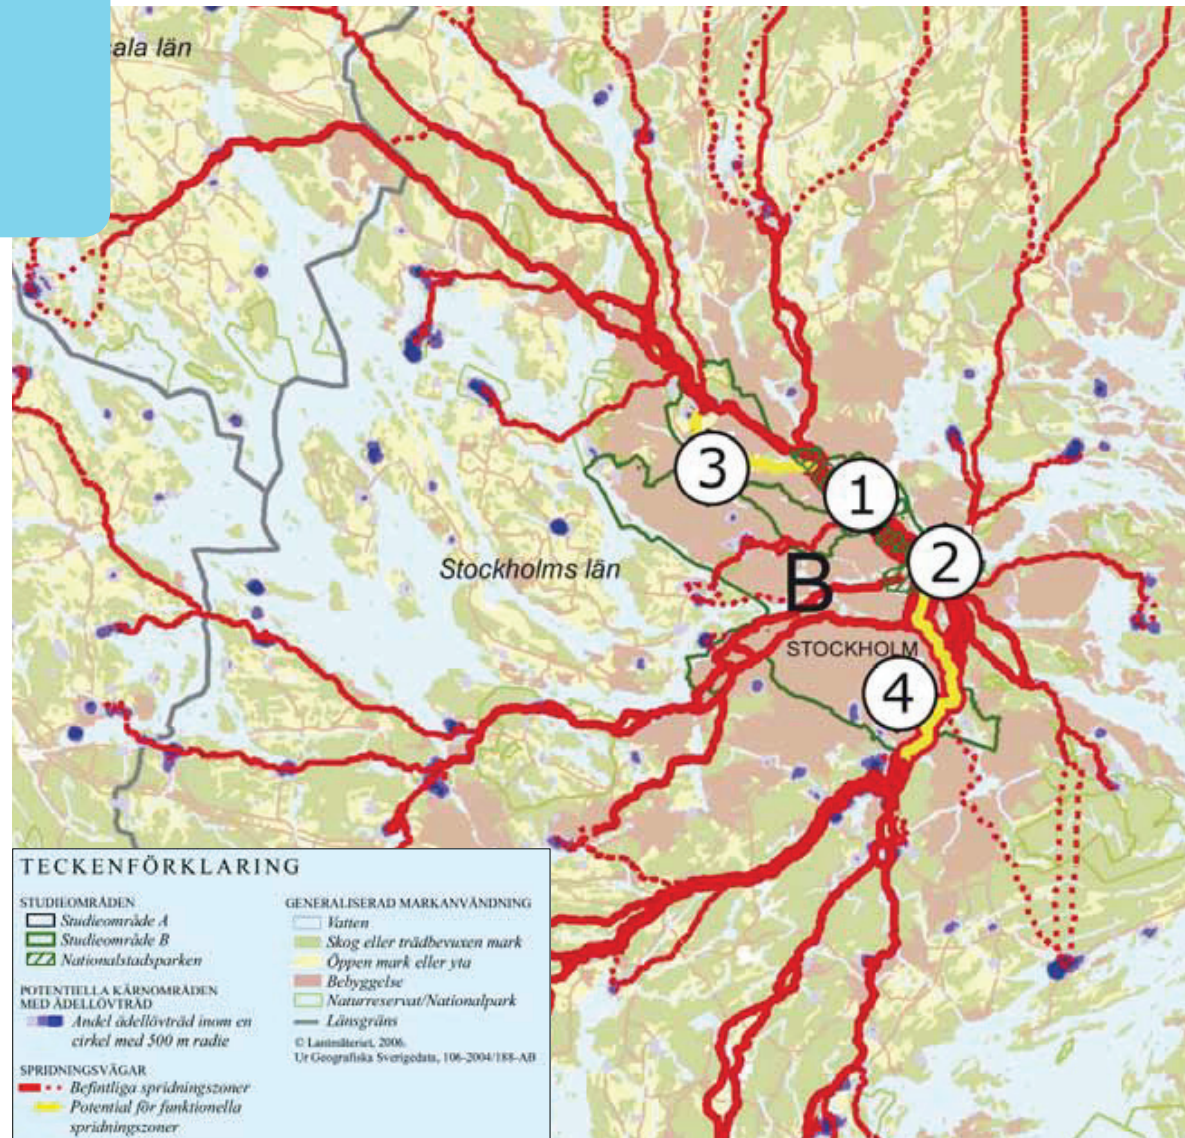 ala län
3
1
2
B
Stockholms län
STOCKHOLM
4
TECKENFÖRKLARING
STUDIEOMRÅDEN
Studieområde A
Studieområde B
Nationalstadsparken
POTENTIELLA KÄRNOMRÅDEN
MED ÄDELLÖVTRÄD
Andel ädellövträd inom en
cirkel med 500 m radie
SPRIDNINGSVÄGAR
Befintliga spridningszoner
Potential för funktionella
spridningszoner
GENERALISERAD MARKANVÄNDNING
Vatten
Skog eller trädbevuxen mark
Öppen mark eller yta
Bebyggelse
Naturreservat/Nationalpark
Länsgräns
© Lantmäteriet, 2006.
Ur Geografiska Sverigedata, 106-2004/188-AB